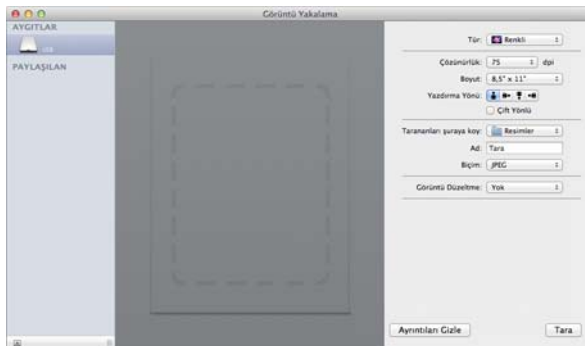 Görüntü Yakalama
AYGITLAR
PAYLAŞILAN
Tür: Renkli
Çözünürlük: 75 dpi
Boyut: 8,5" x 11"
Yazdırma Yönü:
Çift Yönlü
Tarananları şuraya koy: Resimler
Ad: Tara
Biçim: JPEG
Görüntü Düzeltme: Yok
Ayrıntıları Gizle
Tara